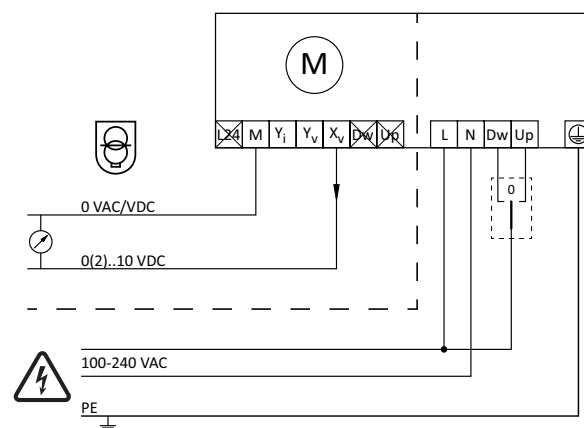 M
L24 M Yi Yv Xv Dw Up L N Dw Up
0
0 VAC/VDC
0(2)..10 VDC
100-240 VAC
PE